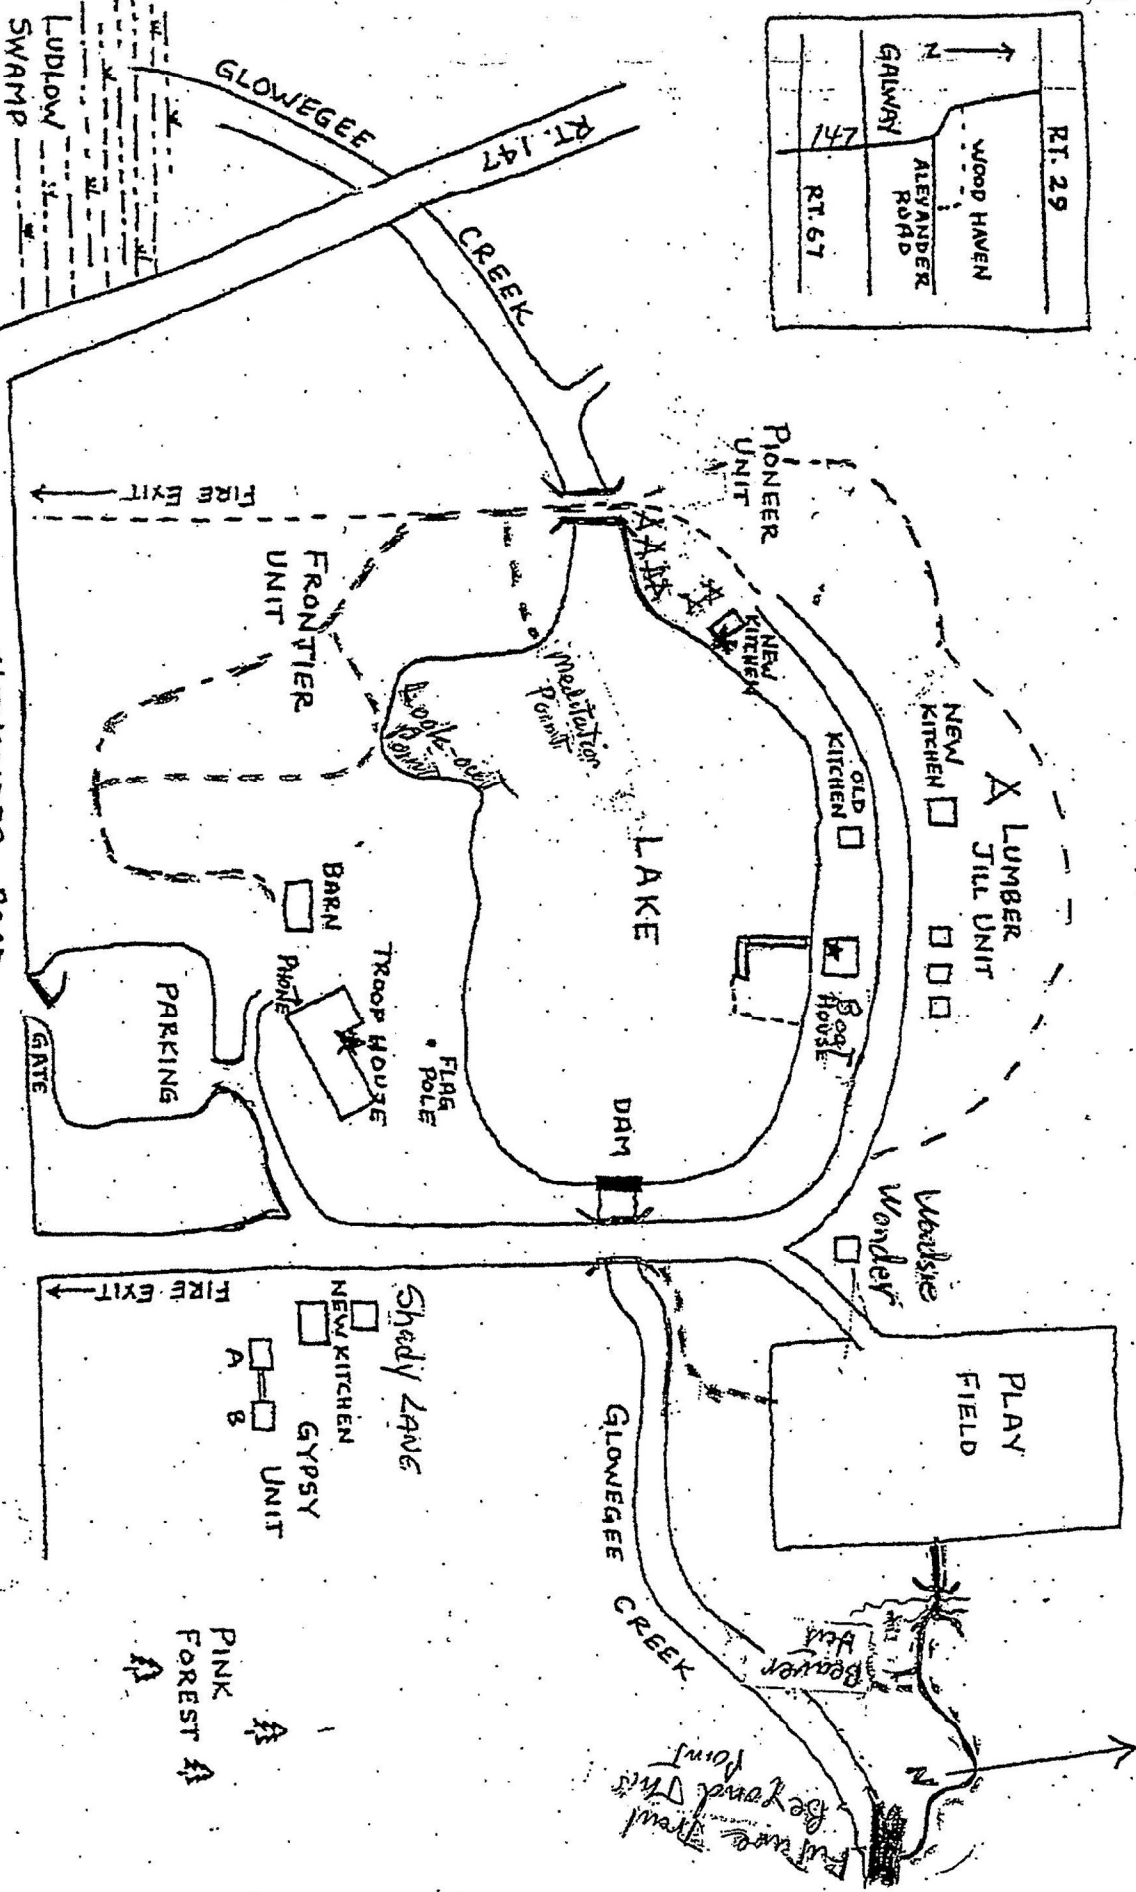 RT. 29
WOOD HAVEN
N
GALWAY
147
ALEXANDER
ROAD
RT. 67
GLOWEGEE
CREEK
RT. 147
LUDLOW
SWAMP
PIONEER
UNIT
NEW
KITCHEN
NEW
KITCHEN
OLD
KITCHEN
LUMBER
JILL UNIT
Boat
HOUSE
Woodsie
Wonder
PLAY
FIELD
LAKE
Meditation
Point
Look-out
Point
DAM
FIRE EXIT
FRONTIER
UNIT
BARN
TROOP HOUSE
PHONE
FLAG
POLE
PARKING
GATE
FIRE EXIT
Shady LANE
NEW KITCHEN
GYPSY
UNIT
A
B
GLOWEGEE
CREEK
Beaver
N
Nature Trail
Beyond This
Point
PINK
FOREST